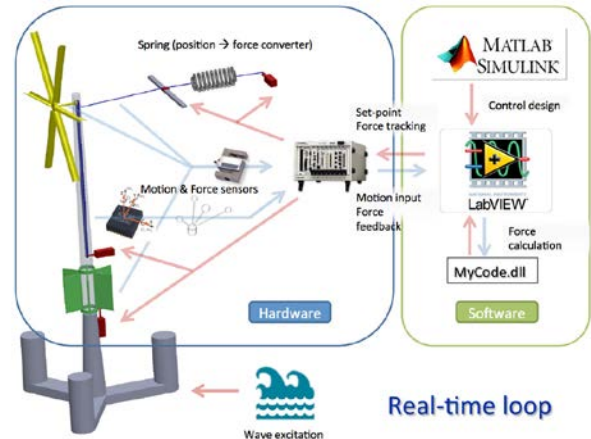 Spring (position → force converter)
MATLAB
SIMULINK
Control design
Set-point
Force tracking
Motion & Force sensors
Motion input
Force
feedback
LabVIEW
Force
calculation
MyCode.dll
Hardware
Software
Wave excitation
Real-time loop